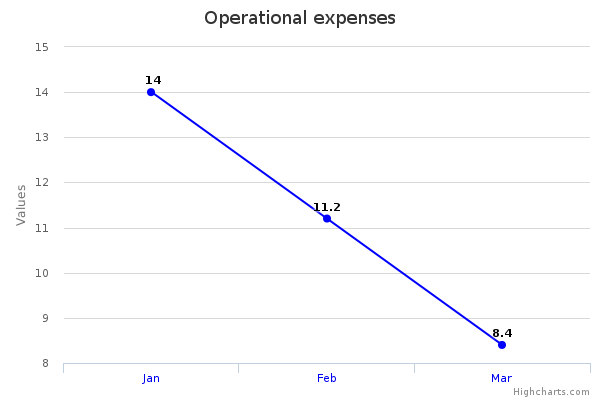 Operational expenses
15
14
13
12
11
10
9
8
Values
14
11.2
8.4
Jan
Feb
Mar
Highcharts.com